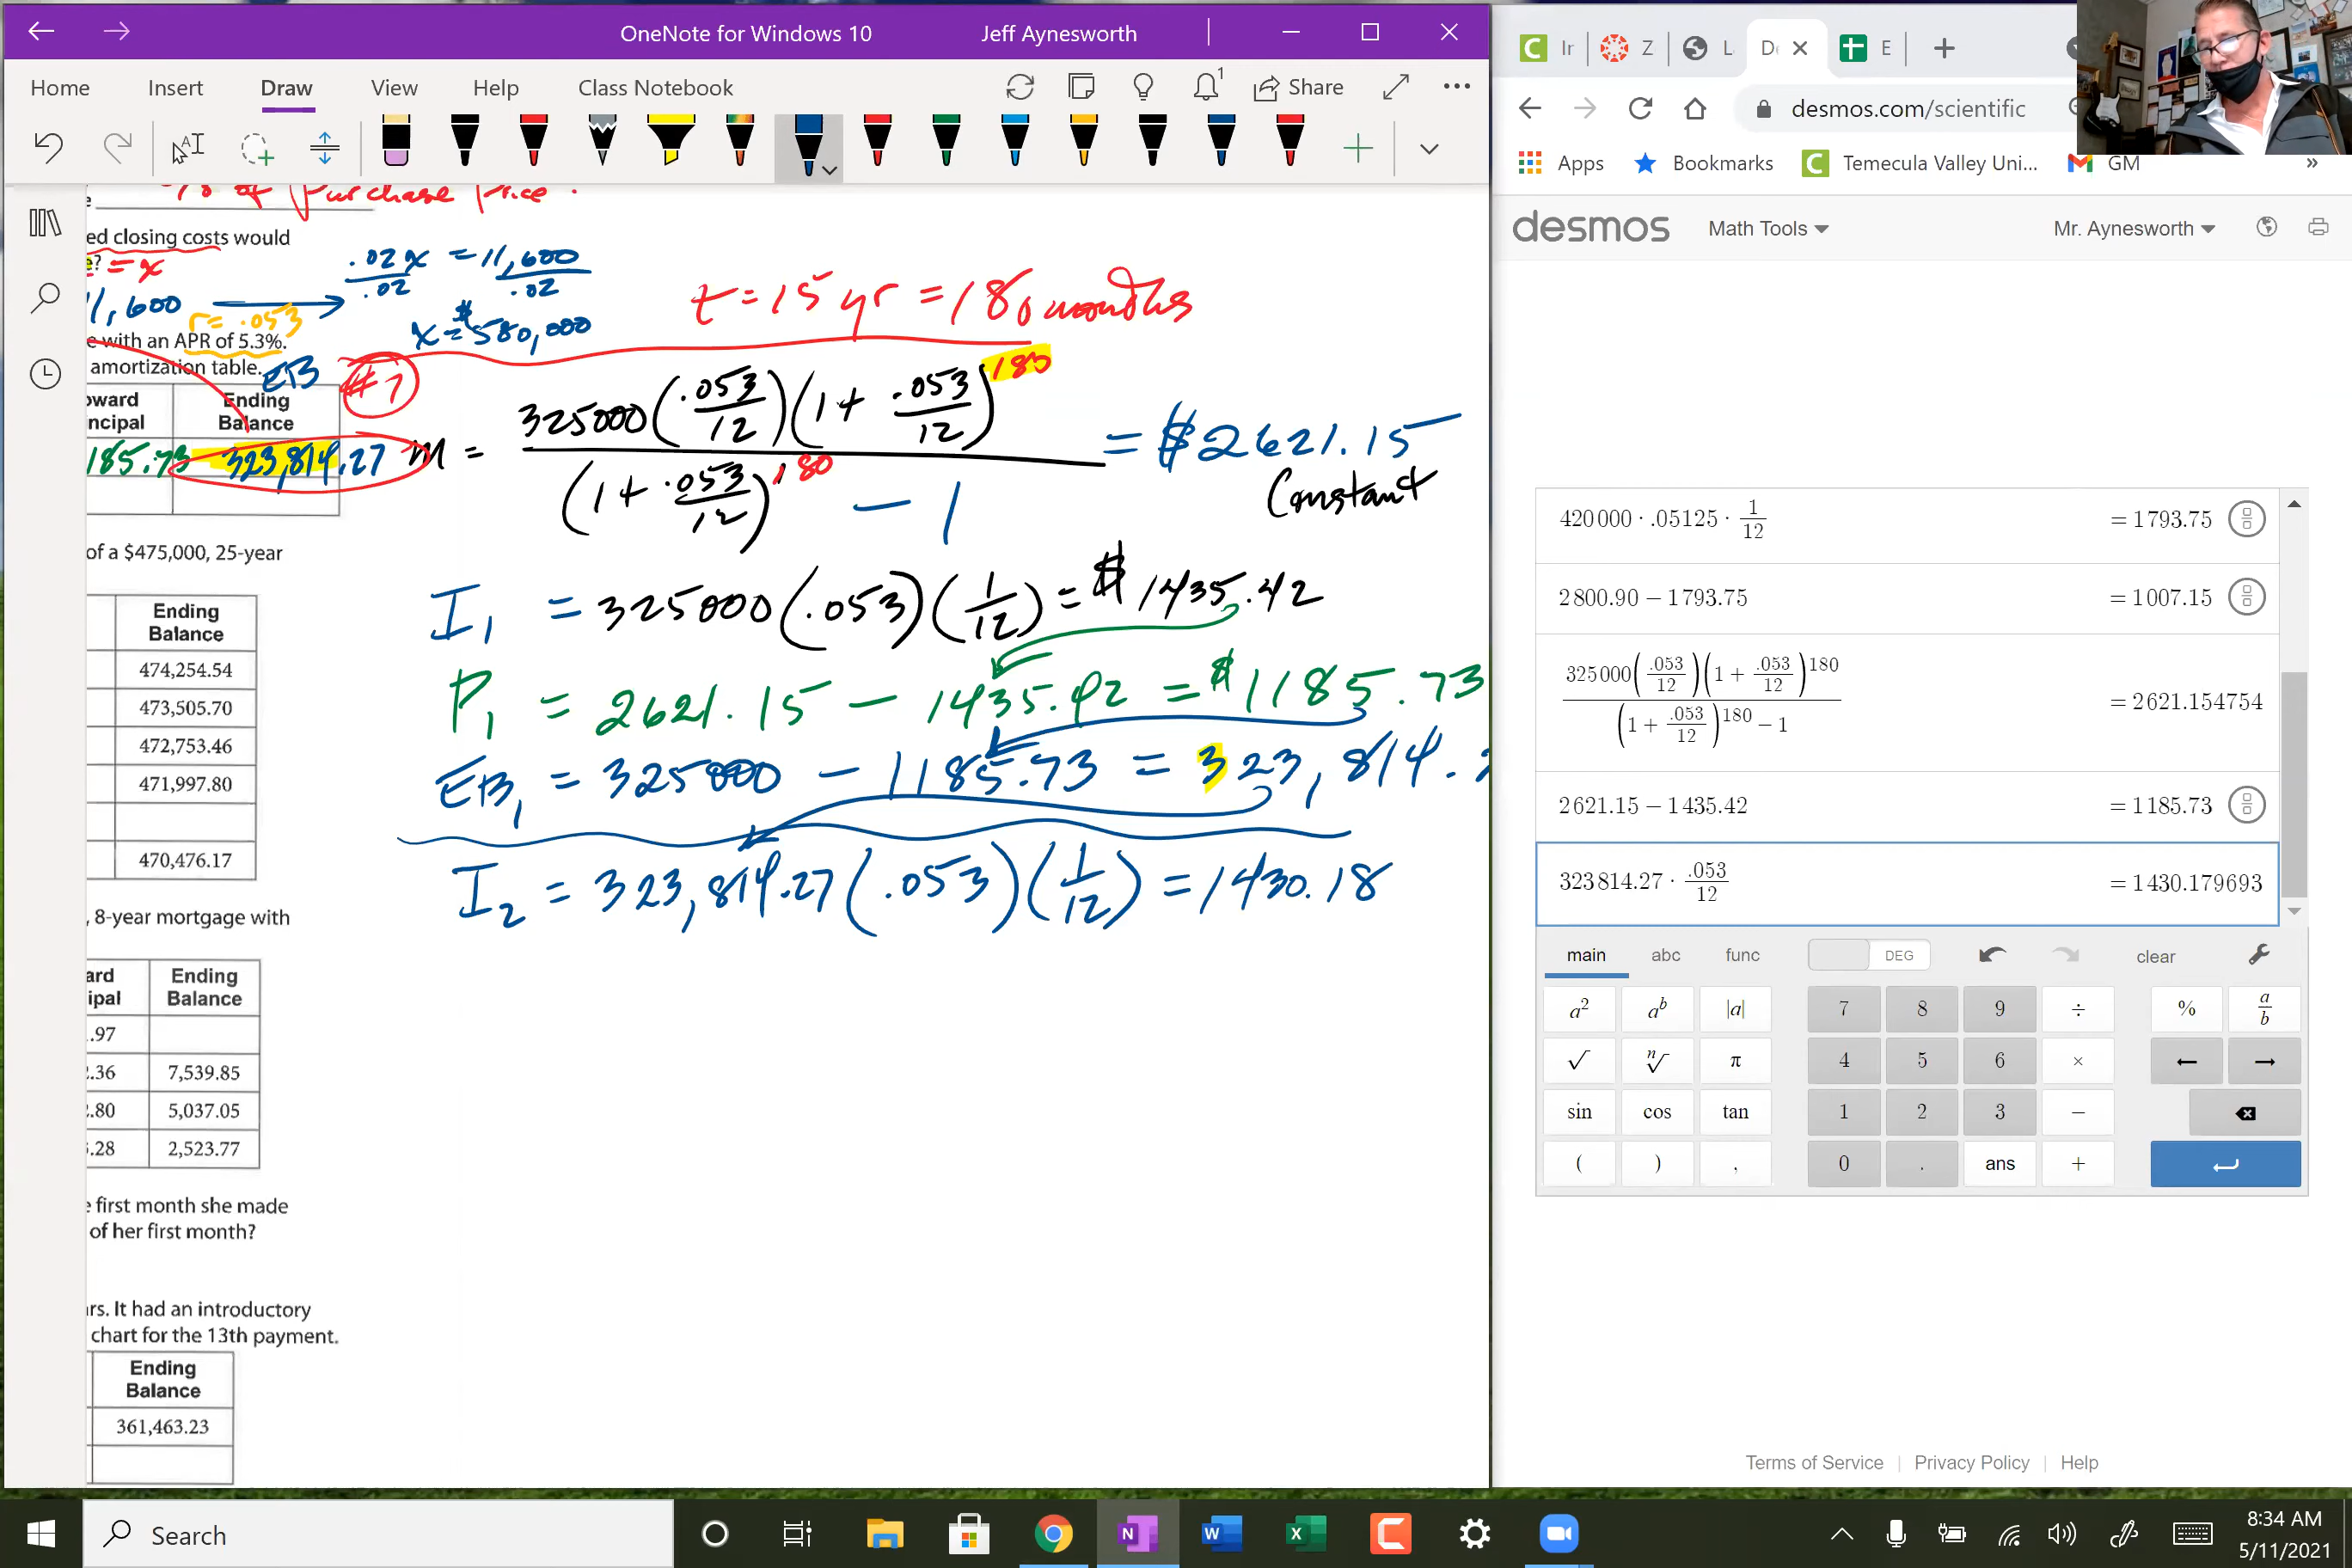 OneNote for Windows 10
Jeff Aynesworth
Home Insert Draw View Help Class Notebook
Share
% of Purchase Price.
e
ed closing costs would
e? = x
.02x = 11,600
.02 .02
1,600
x = $580,000
r = .053
e with an APR of 5.3%.
amortization table.
EB
#7
oward
ncipal
Ending
Balance
185.73 323,814.27
t = 15 yr = 180 months
m = 325000(.053/12)(1 + .053/12)^180
(1 + .053/12)^180 - 1
= $2621.15
Constant
I1 = 325000(.053)(1/12) = $1435.42
P1 = 2621.15 - 1435.42 = $1185.73
EB1 = 325000 - 1185.73 = 323,814.2
I2 = 323,814.27(.053)(1/12) = 1430.18
of a $475,000, 25-year
Ending
Balance
474,254.54
473,505.70
472,753.46
471,997.80
470,476.17
, 8-year mortgage with
ard
ipal
Ending
Balance
.97
2.36 7,539.85
2.80 5,037.05
.28 2,523.77
e first month she made
of her first month?
rs. It had an introductory
chart for the 13th payment.
Ending
Balance
361,463.23
C Ir
Z
L
De
E
desmos.com/scientific
Apps Bookmarks C Temecula Valley Uni... GM »
desmos Math Tools Mr. Aynesworth
420000 · .05125 · 1/12 = 1793.75
2800.90 − 1793.75 = 1007.15
325000(.053/12)(1 + .053/12)^180
(1 + .053/12)^180 − 1
= 2621.154754
2621.15 − 1435.42 = 1185.73
323814.27 · .053/12 = 1430.179693
main abc func DEG clear
a² a^b |a| 7 8 9 ÷ % a/b
√ ⁿ√ π 4 5 6 × ← →
sin cos tan 1 2 3 −
( ) , 0 . ans +
Terms of Service | Privacy Policy | Help
Search
N W X C
8:34 AM
5/11/2021